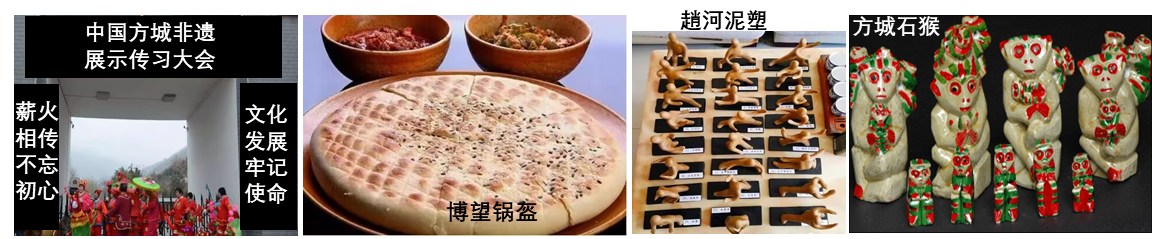 中国方城非遗
展示传习大会
薪火
相传
不忘
初心
文化
发展
牢记
使命
博望锅盔
趙河泥塑
方城石猴